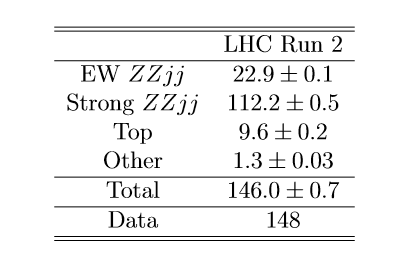 LHC Run 2
EW ZZjj 22.9 ± 0.1
Strong ZZjj 112.2 ± 0.5
Top 9.6 ± 0.2
Other 1.3 ± 0.03
Total 146.0 ± 0.7
Data 148